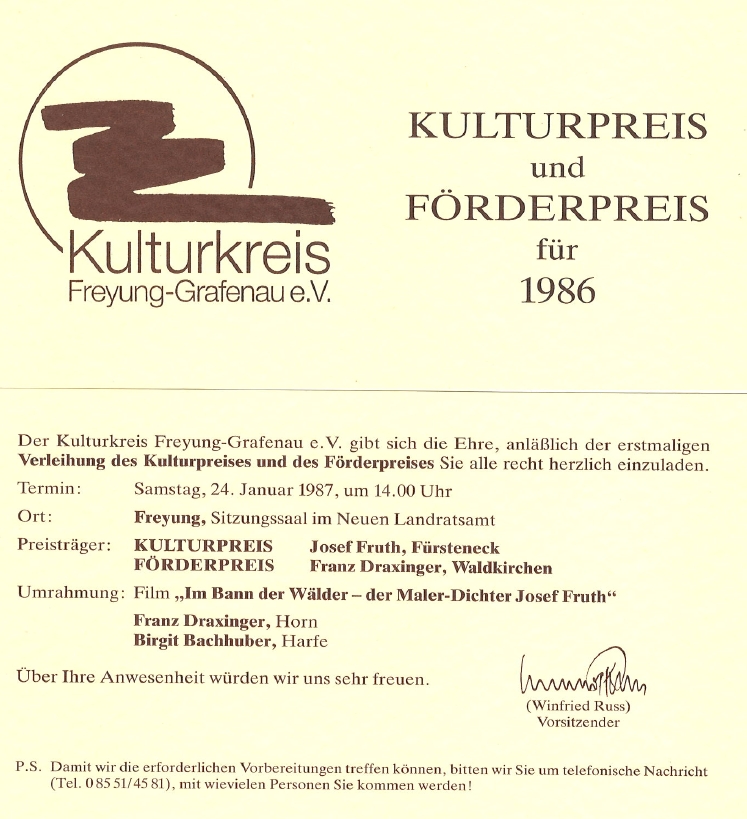 Kulturkreis
Freyung-Grafenau e.V.
KULTURPREIS
und
FÖRDERPREIS
für
1986
Der Kulturkreis Freyung-Grafenau e.V. gibt sich die Ehre, anläßlich der erstmaligen
Verleihung des Kulturpreises und des Förderpreises Sie alle recht herzlich einzuladen.
Termin: Samstag, 24. Januar 1987, um 14.00 Uhr
Ort: Freyung, Sitzungssaal im Neuen Landratsamt
Preisträger: KULTURPREIS Josef Fruth, Fürsteneck
FÖRDERPREIS Franz Draxinger, Waldkirchen
Umrahmung: Film „Im Bann der Wälder – der Maler-Dichter Josef Fruth“
Franz Draxinger, Horn
Birgit Bachhuber, Harfe
Über Ihre Anwesenheit würden wir uns sehr freuen.
(Winfried Russ)
Vorsitzender
P.S. Damit wir die erforderlichen Vorbereitungen treffen können, bitten wir Sie um telefonische Nachricht
(Tel. 0 85 51/45 81), mit wievielen Personen Sie kommen werden!